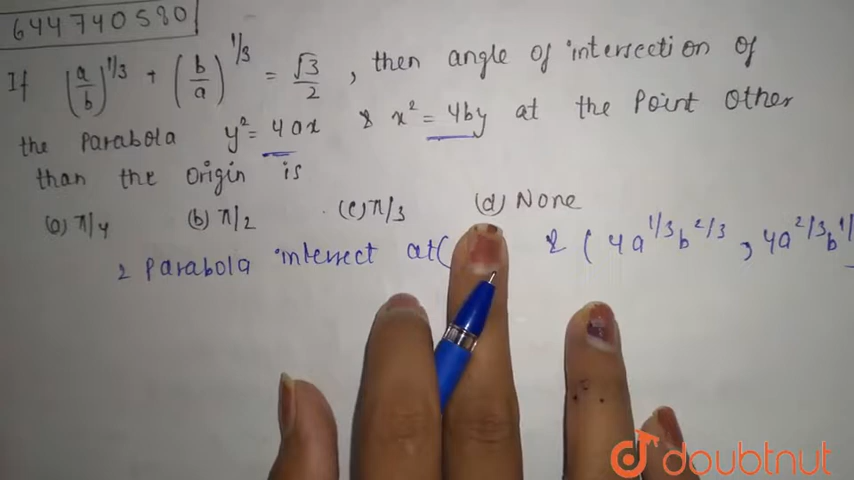 644740580
If (a/b)^1/3 + (b/a)^1/3 = √3/2 , then angle of intersection of
the Parabola y² = 4ax & x² = 4by at the Point Other
than the Origin is
(a) π/4 (b) π/2 (c) π/3 (d) None
2 Parabola intersect at( & ( 4a^1/3 b^2/3 , 4a^2/3 b^1/
doubtnut